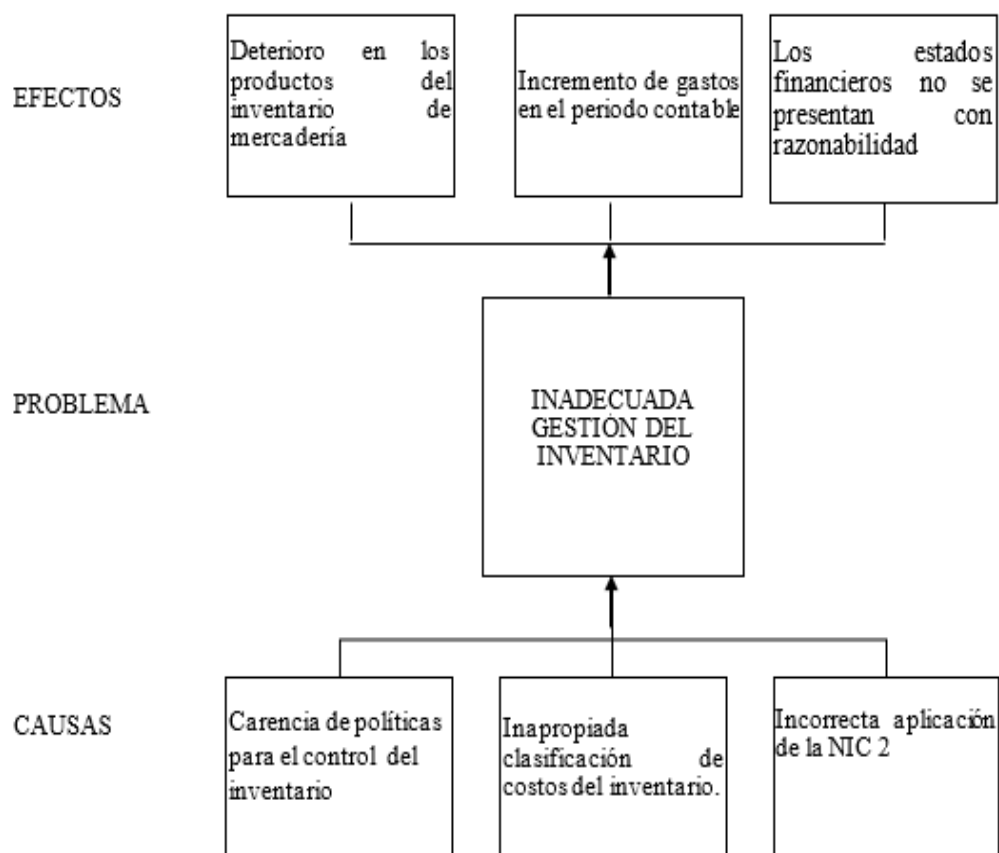 EFECTOS
Deterioro en los
productos del
inventario de
mercadería
Incremento de gastos
en el periodo contable
Los estados
financieros no se
presentan con
razonabilidad
PROBLEMA
INADECUADA
GESTIÓN DEL
INVENTARIO
CAUSAS
Carencia de políticas
para el control del
inventario
Inapropiada
clasificación de
costos del inventario.
Incorrecta aplicación
de la NIC 2